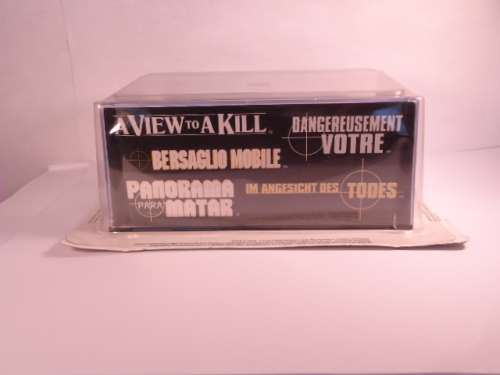 A VIEW TO A KILL
DANGEREUSEMENT
VOTRE
BERSAGLIO MOBILE
PANORAMA
PARA
MATAR
IM ANGESICHT DES TODES